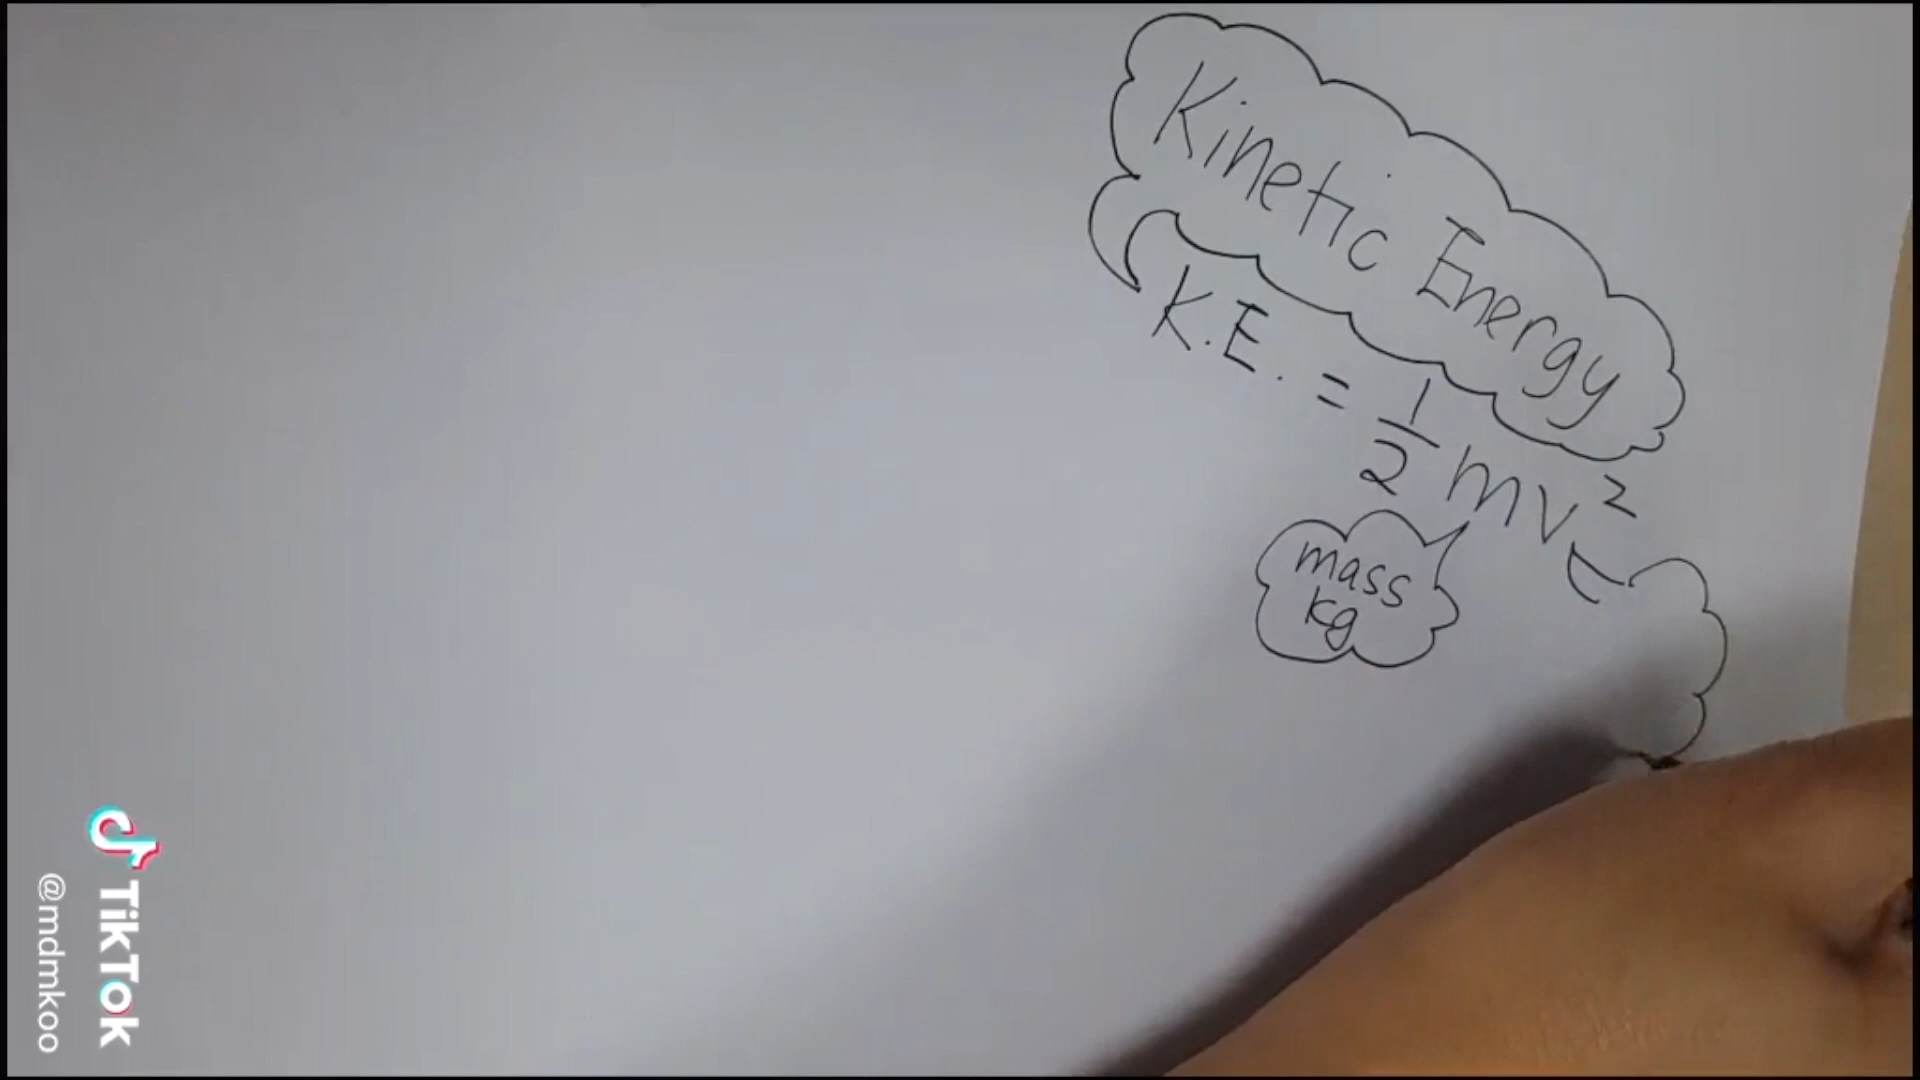 Kinetic Energy
K.E. = 1/2 mv²
mass
kg
TikTok
@mdmkoo